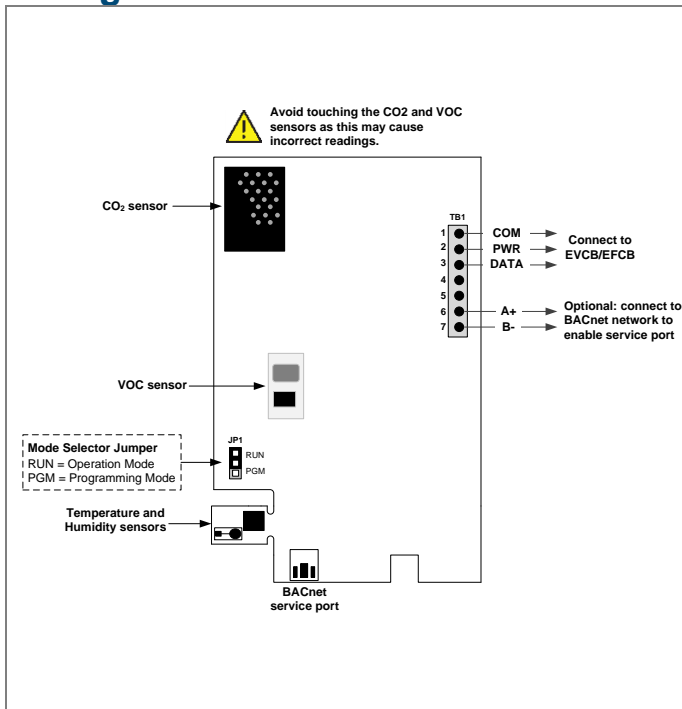 Avoid touching the CO2 and VOC
sensors as this may cause
incorrect readings.
CO₂ sensor
TB1
1 COM
2 PWR
3 DATA
4
5
6 A+
7 B-
Connect to
EVCB/EFCB
Optional: connect to
BACnet network to
enable service port
VOC sensor
JP1
RUN
PGM
Mode Selector Jumper
RUN = Operation Mode
PGM = Programming Mode
Temperature and
Humidity sensors
BACnet
service port